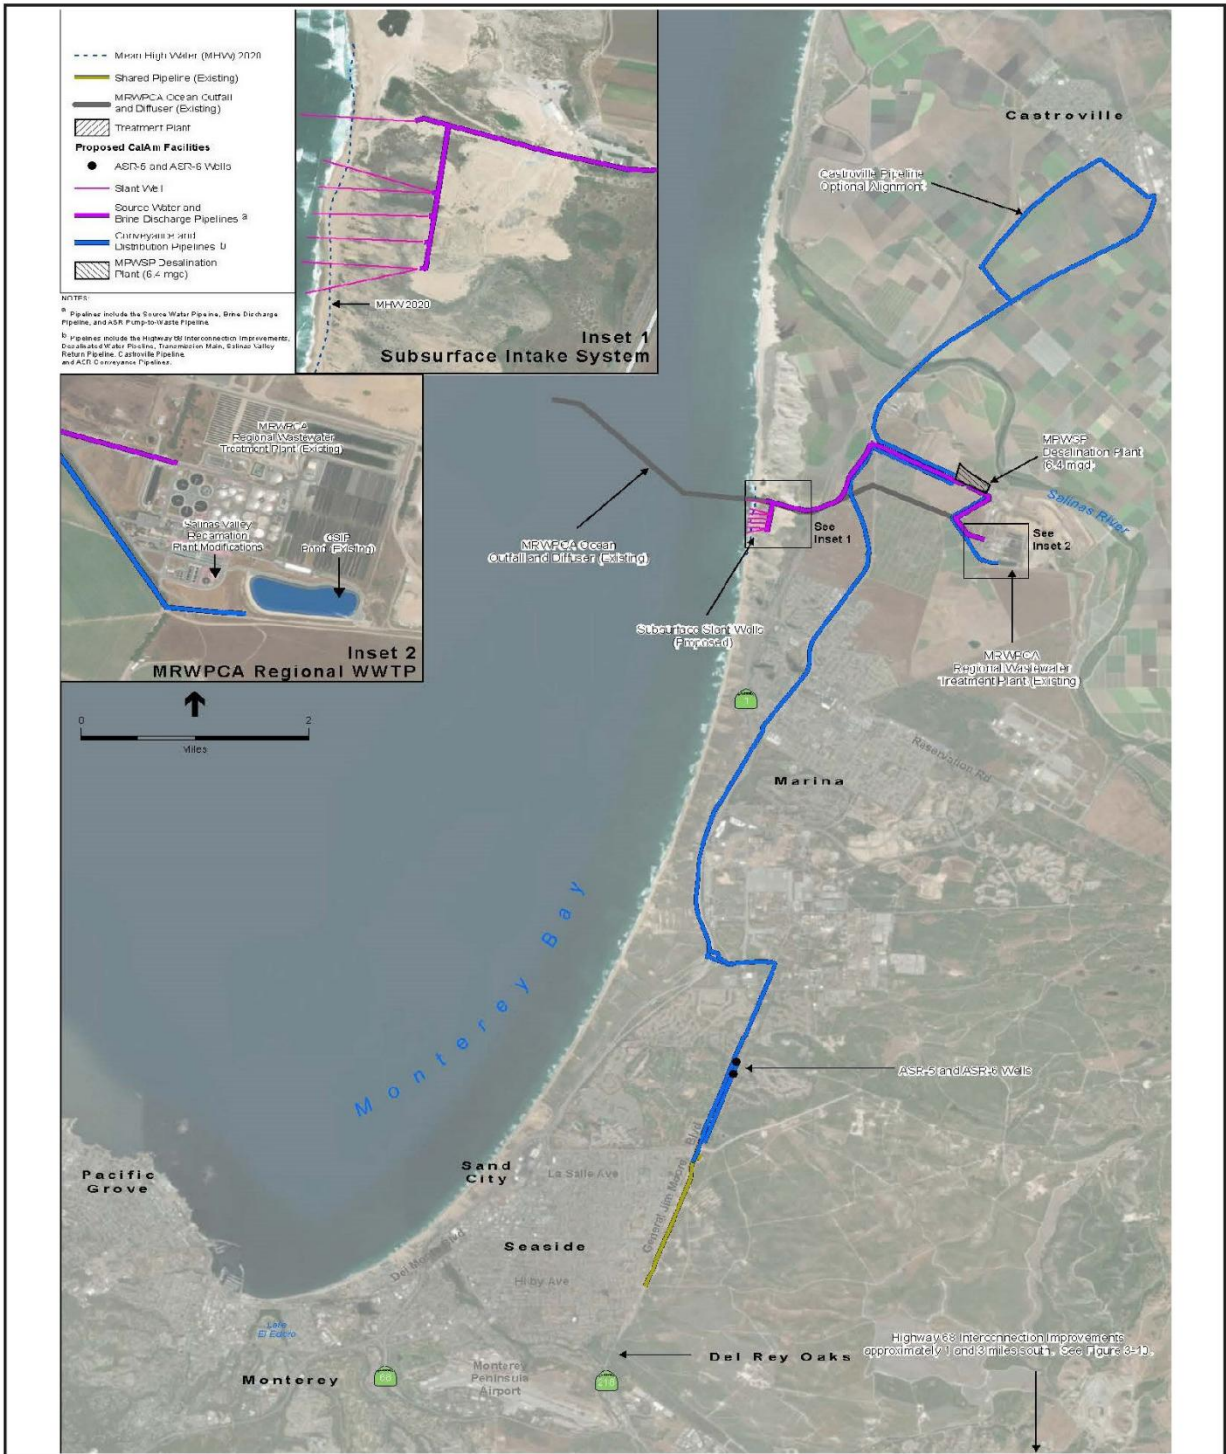 Mean High Water (MHW) 2020
Shared Pipeline (Existing)
MRWPCA Ocean Outfall
and Diffuser (Existing)
Treatment Plant
Proposed CalAm Facilities
ASR-5 and ASR-6 Wells
Slant Well
Source Water and
Brine Discharge Pipelines a
Conveyance and
Distribution Pipelines b
MPWSP Desalination
Plant (6.4 mgd)
NOTES:
a Pipelines include the Source Water Pipeline, Brine Discharge
Pipeline, and ASR Pump-to-Waste Pipeline.
b Pipelines include the Highway 68 Interconnection Improvements,
Desalinated Water Pipeline, Transmission Main, Salinas Valley
Return Pipeline, Castroville Pipeline,
and ASR Conveyance Pipelines.
MHW 2020
Inset 1
Subsurface Intake System
MRWPCA
Regional Wastewater
Treatment Plant (Existing)
Salinas Valley
Reclamation
Plant Modifications
CSIP
Pond (Existing)
Inset 2
MRWPCA Regional WWTP
0
2
Miles
Castroville
Castroville Pipeline
Optional Alignment
MPWSP
Desalination Plant
(6.4 mgd)
Salinas River
See
Inset 1
See
Inset 2
MRWPCA Ocean
Outfall and Diffuser (Existing)
Subsurface Slant Wells
(Proposed)
MRWPCA
Regional Wastewater
Treatment Plant (Existing)
1
Reservation Rd
Marina
Monterey Bay
ASR-5 and ASR-6 Wells
General Jim Moore Blvd
Pacific
Grove
Sand
City
La Salle Ave
Seaside
Del Monte Blvd
Hilby Ave
Lake
El Estero
Monterey
68
Monterey
Peninsula
Airport
218
Del Rey Oaks
Highway 68 Interconnection Improvements
approximately 1 and 3 miles south. See Figure 3-10.